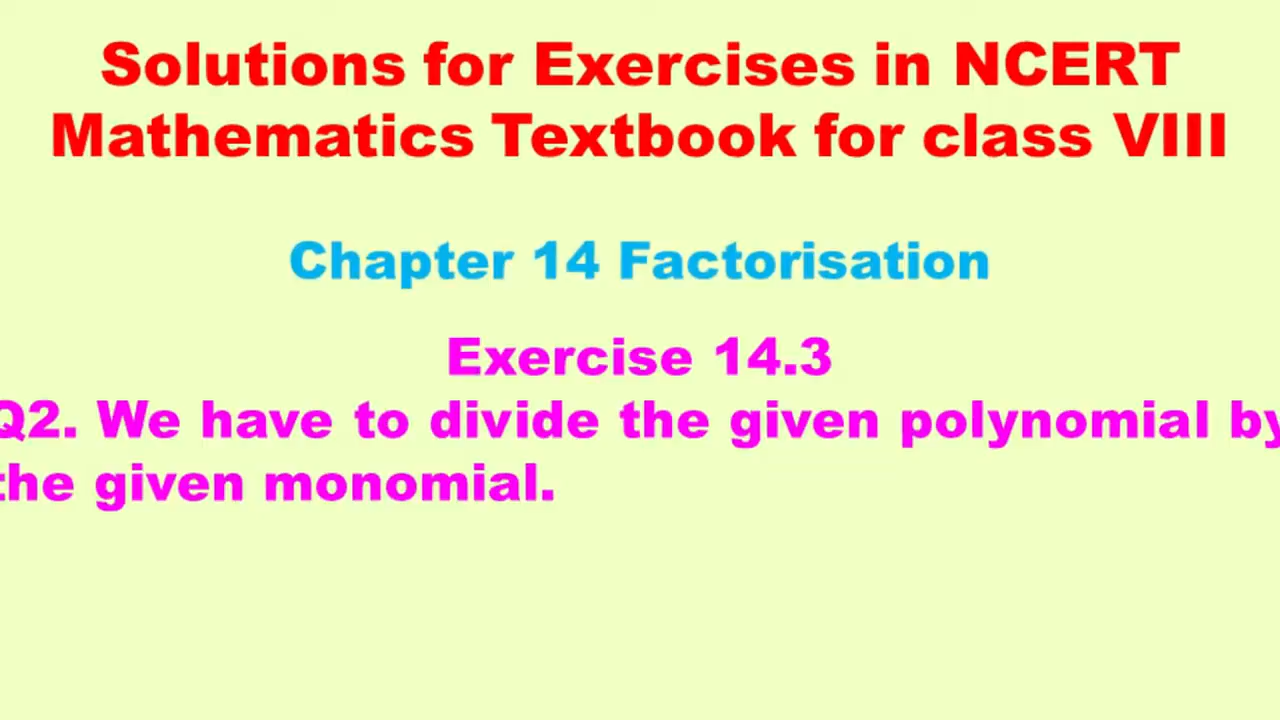 Solutions for Exercises in NCERT
Mathematics Textbook for class VIII
Chapter 14 Factorisation
Exercise 14.3
Q2. We have to divide the given polynomial by
the given monomial.